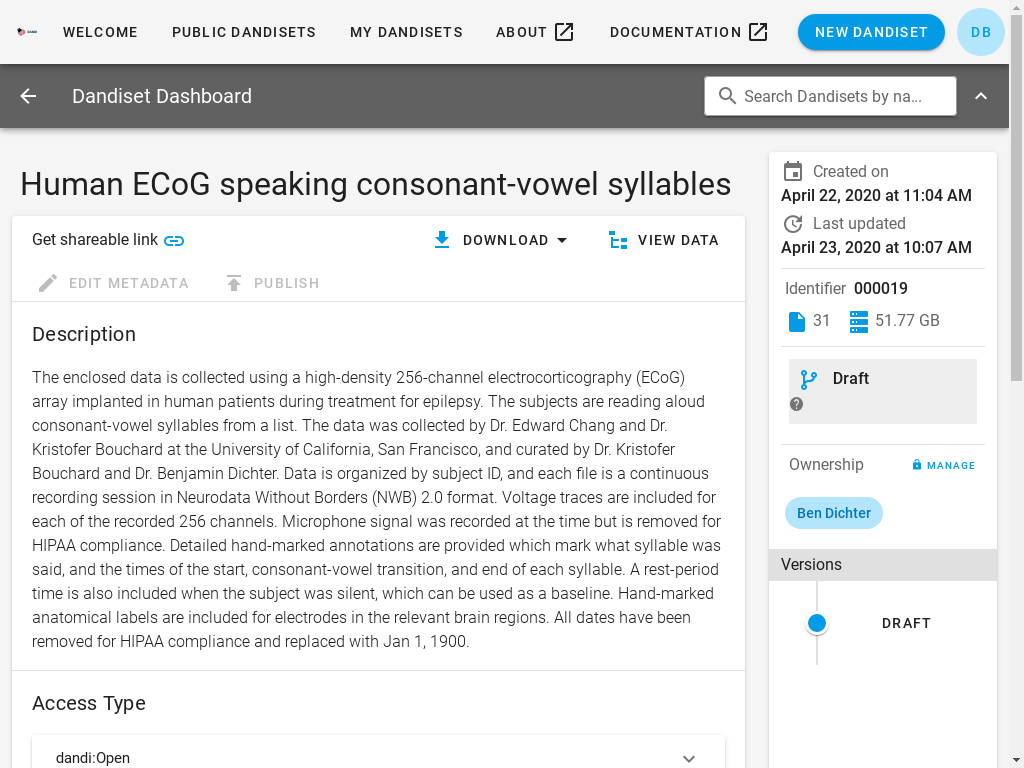 WELCOME PUBLIC DANDISETS MY DANDISETS ABOUT DOCUMENTATION NEW DANDISET DB
Dandiset Dashboard Search Dandisets by na...
Human ECoG speaking consonant-vowel syllables
Get shareable link DOWNLOAD VIEW DATA
EDIT METADATA PUBLISH
Description
The enclosed data is collected using a high-density 256-channel electrocorticography (ECoG)
array implanted in human patients during treatment for epilepsy. The subjects are reading aloud
consonant-vowel syllables from a list. The data was collected by Dr. Edward Chang and Dr.
Kristofer Bouchard at the University of California, San Francisco, and curated by Dr. Kristofer
Bouchard and Dr. Benjamin Dichter. Data is organized by subject ID, and each file is a continuous
recording session in Neurodata Without Borders (NWB) 2.0 format. Voltage traces are included for
each of the recorded 256 channels. Microphone signal was recorded at the time but is removed for
HIPAA compliance. Detailed hand-marked annotations are provided which mark what syllable was
said, and the times of the start, consonant-vowel transition, and end of each syllable. A rest-period
time is also included when the subject was silent, which can be used as a baseline. Hand-marked
anatomical labels are included for electrodes in the relevant brain regions. All dates have been
removed for HIPAA compliance and replaced with Jan 1, 1900.
Access Type
dandi:Open
Created on
April 22, 2020 at 11:04 AM
Last updated
April 23, 2020 at 10:07 AM
Identifier 000019
31 51.77 GB
Draft
Ownership MANAGE
Ben Dichter
Versions
DRAFT